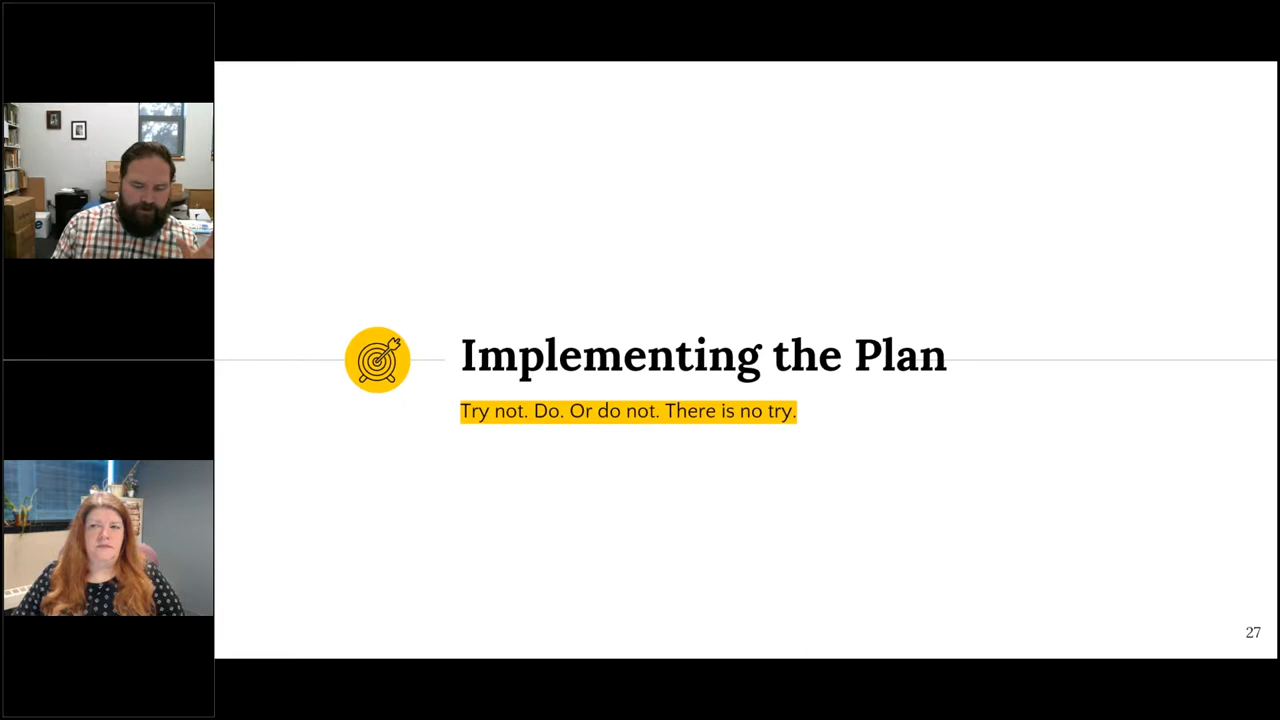 Implementing the Plan
Try not. Do. Or do not. There is no try.
27